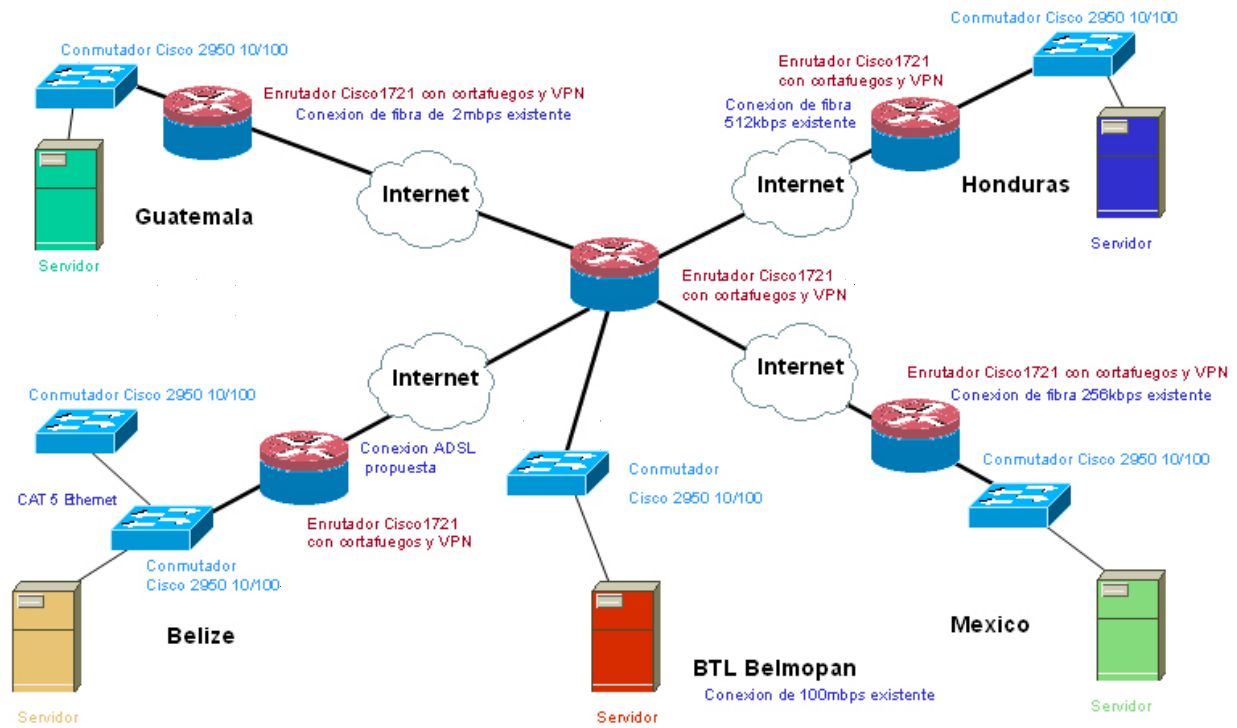 Conmutador Cisco 2950 10/100
Enrutador Cisco1721 con cortafuegos y VPN
Conexion de fibra de 2mbps existente
Internet
Guatemala
Servidor
Conmutador Cisco 2950 10/100
Enrutador Cisco1721
con cortafuegos y VPN
Conexion de fibra
512kbps existente
Internet
Honduras
Servidor
Enrutador Cisco1721
con cortafuegos y VPN
Internet
Conmutador Cisco 2950 10/100
CAT 5 Ethernet
Conexion ADSL
propuesta
Enrutador Cisco1721
con cortafuegos y VPN
Conmutador
Cisco 2950 10/100
Belize
Servidor
Conmutador
Cisco 2950 10/100
BTL Belmopan
Conexion de 100mbps existente
Servidor
Internet
Enrutador Cisco1721 con cortafuegos y VPN
Conexion de fibra 256kbps existente
Conmutador Cisco 2950 10/100
Mexico
Servidor